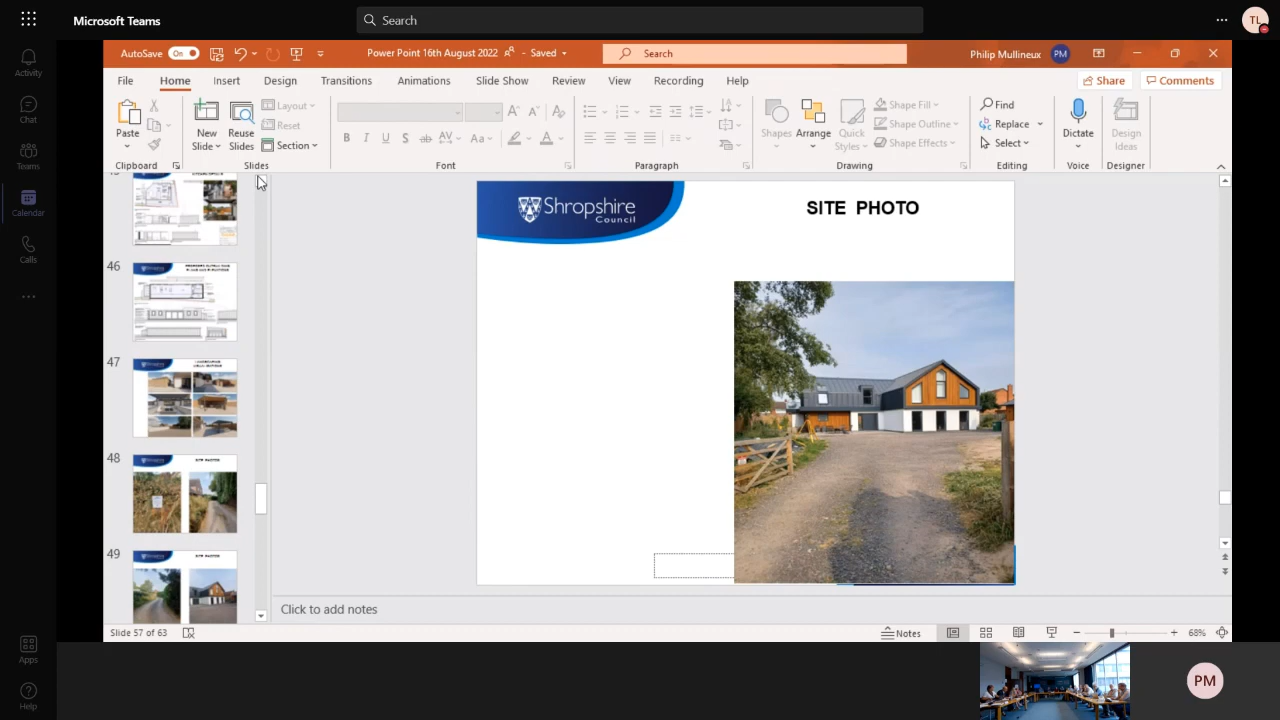 Microsoft Teams
Search
TL
Activity
Chat
Teams
Calendar
Calls
Apps
Help
AutoSave On
Power Point 16th August 2022
- Saved
Search
Philip Mullineux PM
File Home Insert Design Transitions Animations Slide Show Review View Recording Help
Share Comments
Paste
New Slides
Reuse Slides
Layout
Reset
Section
Aa
Shapes
Arrange
Quick Styles
Shape Fill
Shape Outline
Shape Effects
Find
Replace
Select
Dictate
Design Ideas
Clipboard Slides Font Paragraph Drawing Editing Voice Designer
46
47
48
49
Shropshire
Council
SITE PHOTO
Click to add notes
Slide 57 of 63
Notes
68%
PM